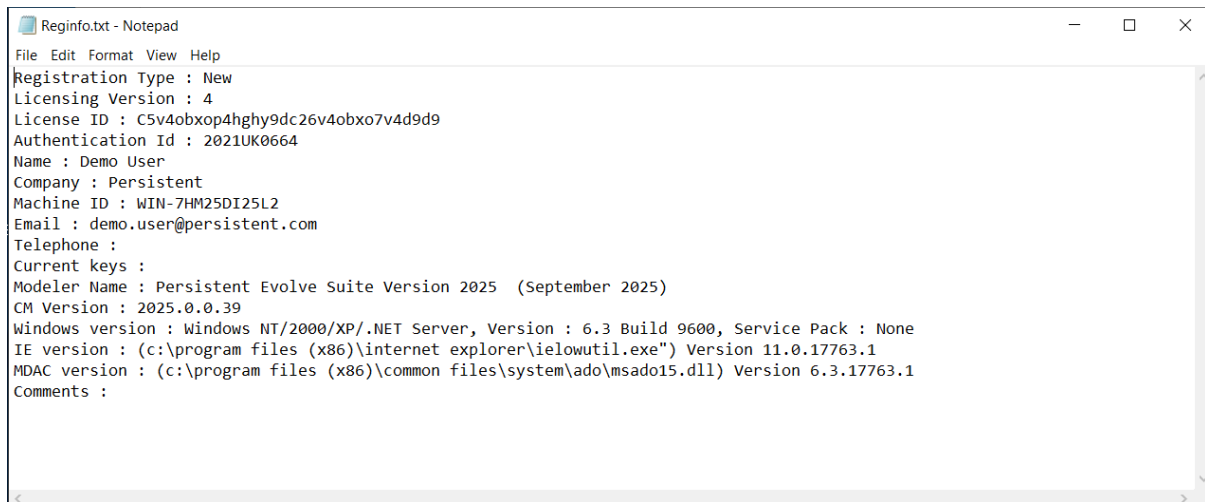 Reginfo.txt - Notepad
File Edit Format View Help
Registration Type : New
Licensing Version : 4
License ID : C5v4obxop4hghy9dc26v4obxo7v4d9d9
Authentication Id : 2021UK0664
Name : Demo User
Company : Persistent
Machine ID : WIN-7HM25DI25L2
Email : demo.user@persistent.com
Telephone :
Current keys :
Modeler Name : Persistent Evolve Suite Version 2025  (September 2025)
CM Version : 2025.0.0.39
Windows version : Windows NT/2000/XP/.NET Server, Version : 6.3 Build 9600, Service Pack : None
IE version : (c:\program files (x86)\internet explorer\ielowutil.exe") Version 11.0.17763.1
MDAC version : (c:\program files (x86)\common files\system\ado\msado15.dll) Version 6.3.17763.1
Comments :